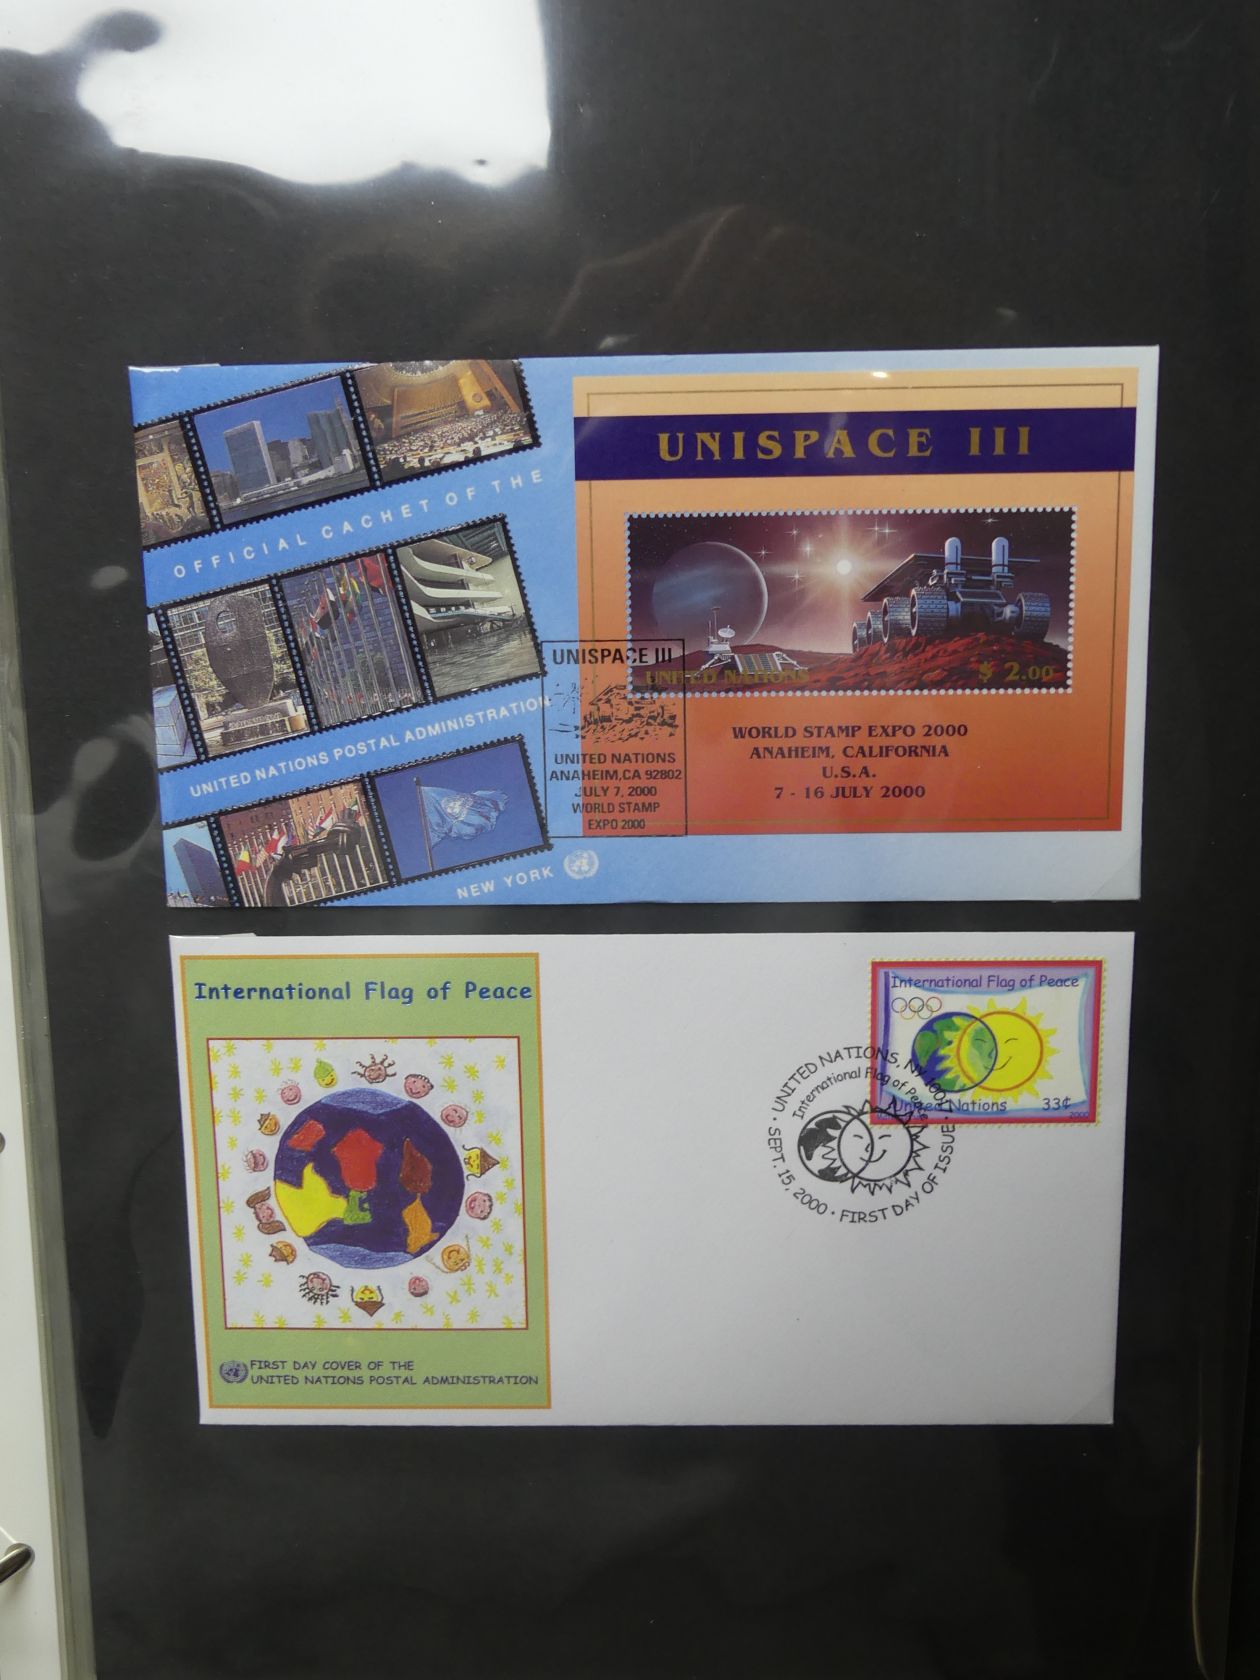 OFFICIAL CACHET OF THE
UNITED NATIONS POSTAL ADMINISTRATION
NEW YORK
UNISPACE III
UNITED NATIONS
$ 2.00
WORLD STAMP EXPO 2000
ANAHEIM, CALIFORNIA
U.S.A.
7 - 16 JULY 2000
UNISPACE III
UNITED NATIONS
ANAHEIM, CA 92802
JULY 7, 2000
WORLD STAMP
EXPO 2000
International Flag of Peace
FIRST DAY COVER OF THE
UNITED NATIONS POSTAL ADMINISTRATION
International Flag of Peace
United Nations 33¢
2000
UNITED NATIONS, NY
International Flag of Peace
SEPT. 15, 2000 · FIRST DAY OF ISSUE ·